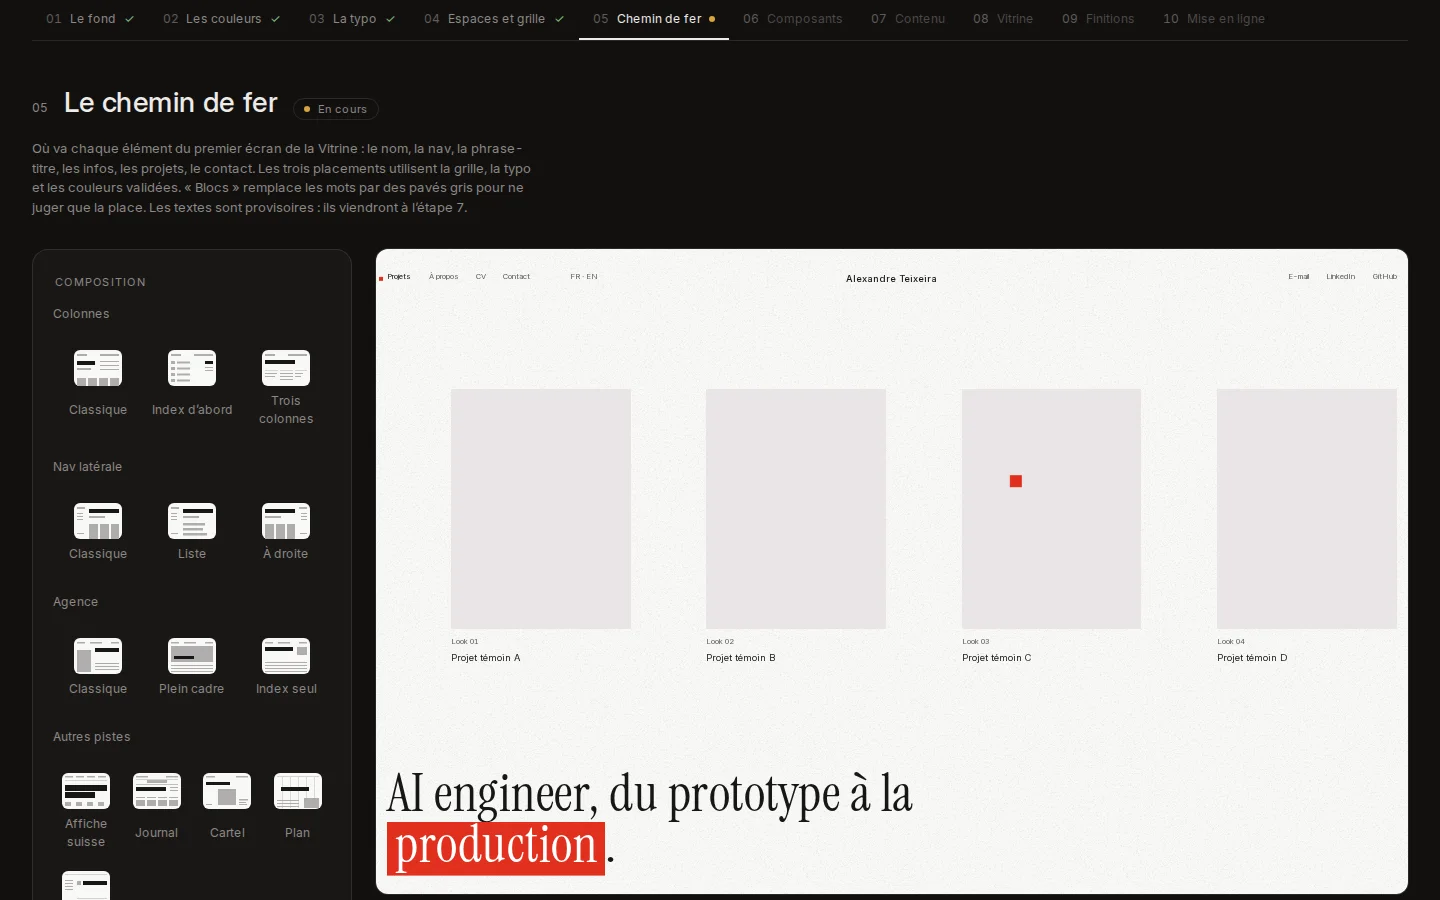 01 Le fond 02 Les couleurs 03 La typo 04 Espaces et grille 05 Chemin de fer 06 Composants 07 Contenu 08 Vitrine 09 Finitions 10 Mise en ligne
05 Le chemin de fer En cours
Où va chaque élément du premier écran de la Vitrine : le nom, la nav, la phrase-
titre, les infos, les projets, le contact. Les trois placements utilisent la grille, la typo
et les couleurs validées. « Blocs » remplace les mots par des pavés gris pour ne
juger que la place. Les textes sont provisoires : ils viendront à l'étape 7.
COMPOSITION
Colonnes
Classique Index d'abord Trois
colonnes
Nav latérale
Classique Liste À droite
Agence
Classique Plein cadre Index seul
Autres pistes
Affiche
suisse Journal Cartel Plan
Projets À propos CV Contact FR · EN Alexandre Teixeira E-mail LinkedIn GitHub
Look 01 Look 02 Look 03 Look 04
Projet témoin A Projet témoin B Projet témoin C Projet témoin D
AI engineer, du prototype à la
production .